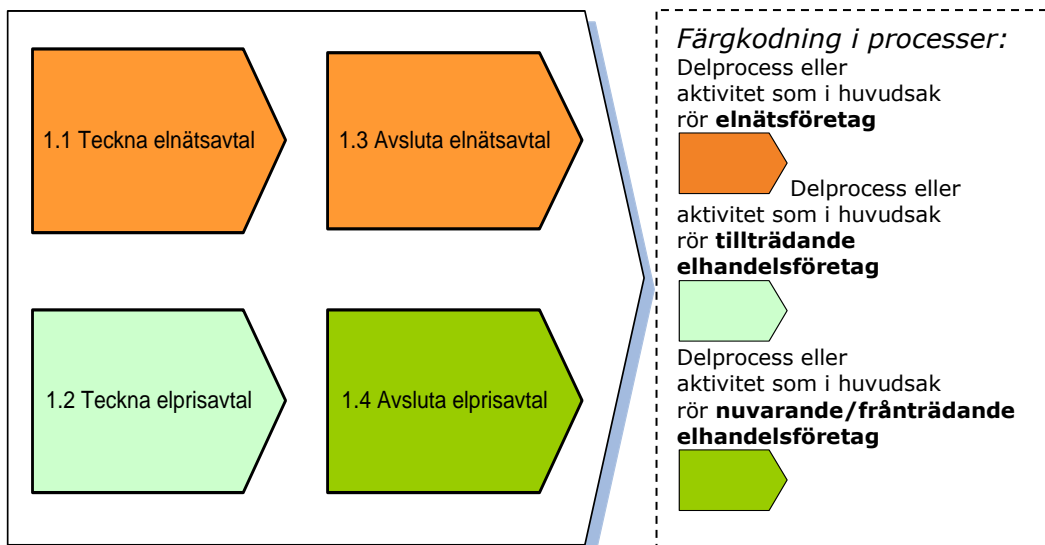 1.1 Teckna elnätsavtal
1.3 Avsluta elnätsavtal
1.2 Teckna elprisavtal
1.4 Avsluta elprisavtal
Färgkodning i processer:
Delprocess eller
aktivitet som i huvudsak
rör elnätsföretag
Delprocess eller
aktivitet som i huvudsak
rör tillträdande
elhandelsföretag
Delprocess eller
aktivitet som i huvudsak
rör nuvarande/frånträdande
elhandelsföretag